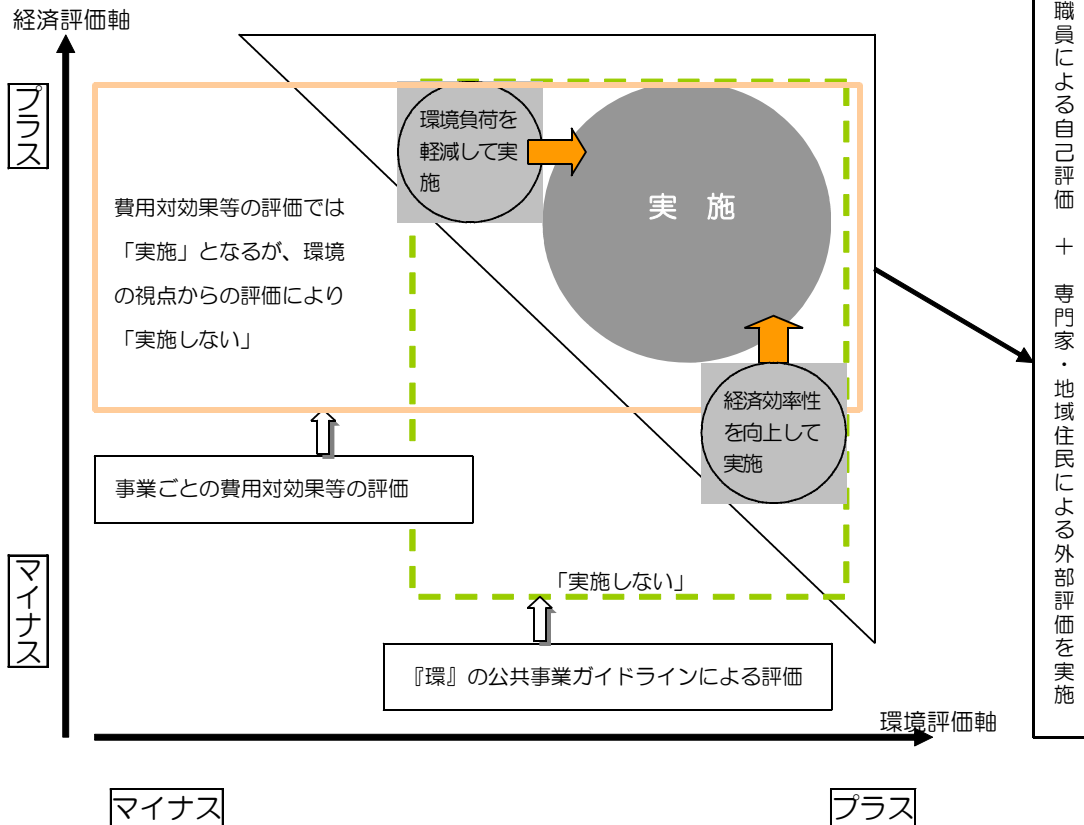 経済評価軸
プラス
環境負荷を
軽減して実
施
実 施
費用対効果等の評価では
「実施」となるが、環境
の視点からの評価により
「実施しない」
経済効率性
を向上して
実施
事業ごとの費用対効果等の評価
マイナス
「実施しない」
『環』の公共事業ガイドラインによる評価
環境評価軸
マイナス
プラス
職員による自己評価 + 専門家・地域住民による外部評価を実施